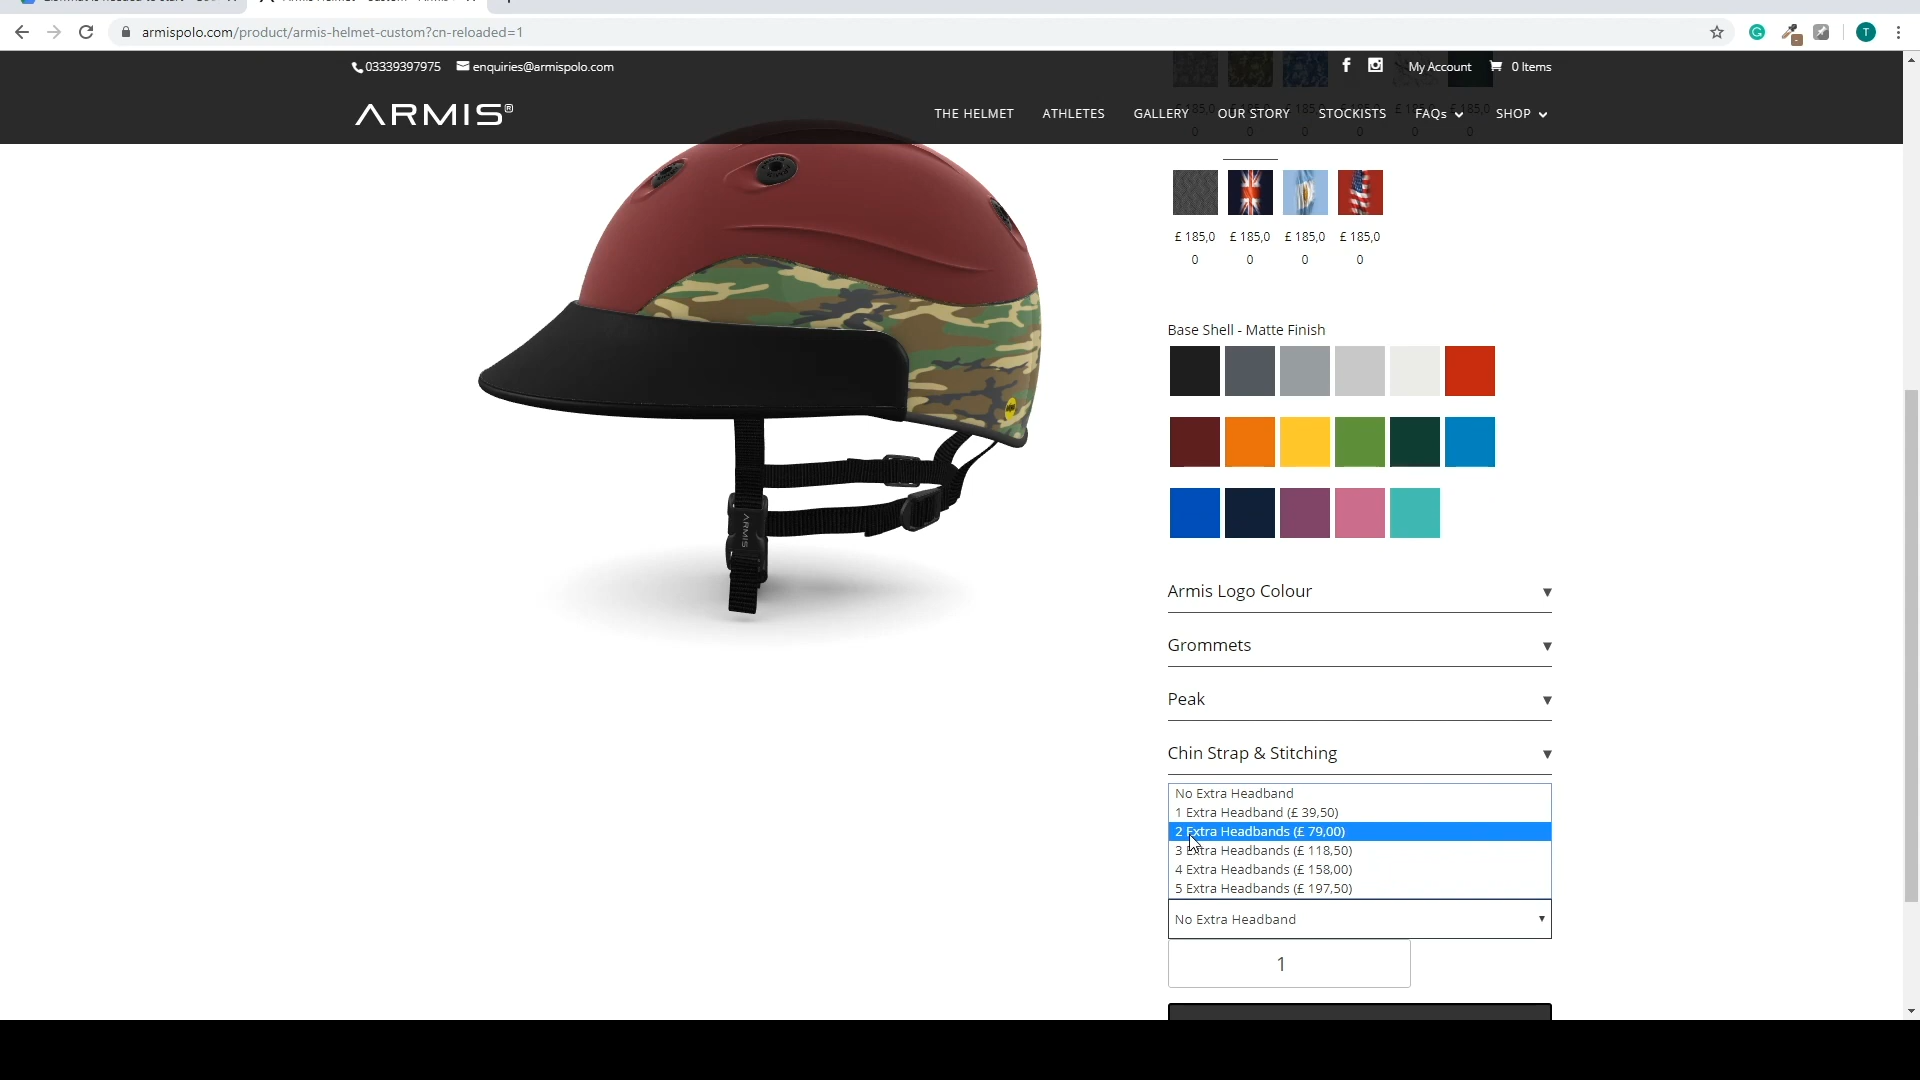 armispolo.com/product/armis-helmet-custom?cn-reloaded=1
T
03339397975 enquiries@armispolo.com
My Account 0 Items
ARMIS®
THE HELMET ATHLETES GALLERY OUR STORY STOCKISTS FAQs SHOP
£ 185,0 £ 185,0 £ 185,0 £ 185,0
0 0 0 0
Base Shell - Matte Finish
ARMIS
Armis Logo Colour
Grommets
Peak
Chin Strap & Stitching
No Extra Headband
1 Extra Headband (£ 39,50)
2 Extra Headbands (£ 79,00)
3 Extra Headbands (£ 118,50)
4 Extra Headbands (£ 158,00)
5 Extra Headbands (£ 197,50)
No Extra Headband
1